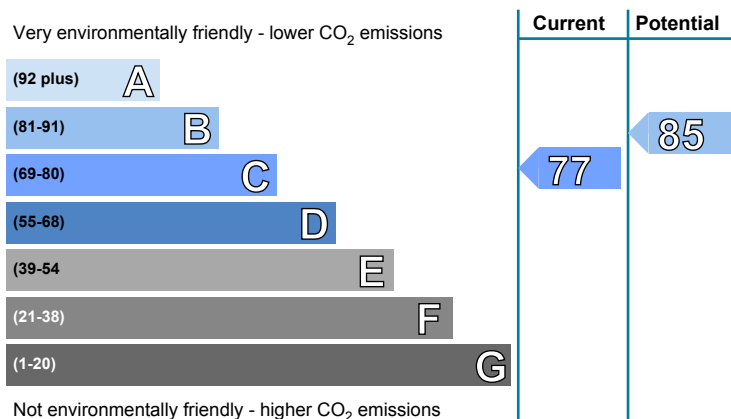 Very environmentally friendly - lower CO2 emissions
Current
Potential
(92 plus) A
(81-91) B
85
(69-80) C
77
(55-68) D
(39-54 E
(21-38) F
(1-20) G
Not environmentally friendly - higher CO2 emissions